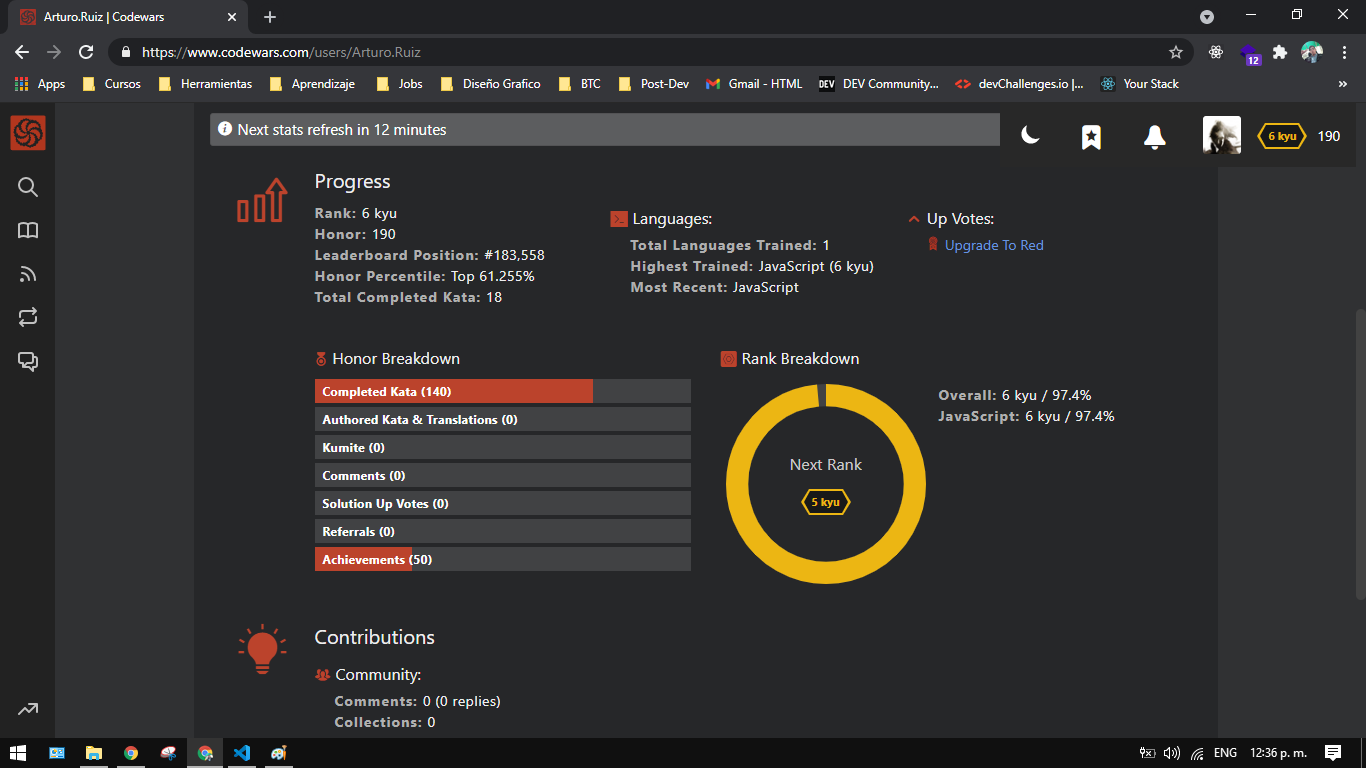 Arturo.Ruiz | Codewars
https://www.codewars.com/users/Arturo.Ruiz
12
Apps Cursos Herramientas Aprendizaje Jobs Diseño Grafico BTC Post-Dev Gmail - HTML DEV DEV Community... devChallenges.io |... Your Stack »
Next stats refresh in 12 minutes
6 kyu 190
Progress
Rank: 6 kyu
Honor: 190
Leaderboard Position: #183,558
Honor Percentile: Top 61.255%
Total Completed Kata: 18
Languages:
Total Languages Trained: 1
Highest Trained: JavaScript (6 kyu)
Most Recent: JavaScript
Up Votes:
Upgrade To Red
Honor Breakdown
Completed Kata (140)
Authored Kata & Translations (0)
Kumite (0)
Comments (0)
Solution Up Votes (0)
Referrals (0)
Achievements (50)
Rank Breakdown
Next Rank
5 kyu
Overall: 6 kyu / 97.4%
JavaScript: 6 kyu / 97.4%
Contributions
Community:
Comments: 0 (0 replies)
Collections: 0
ENG 12:36 p. m.